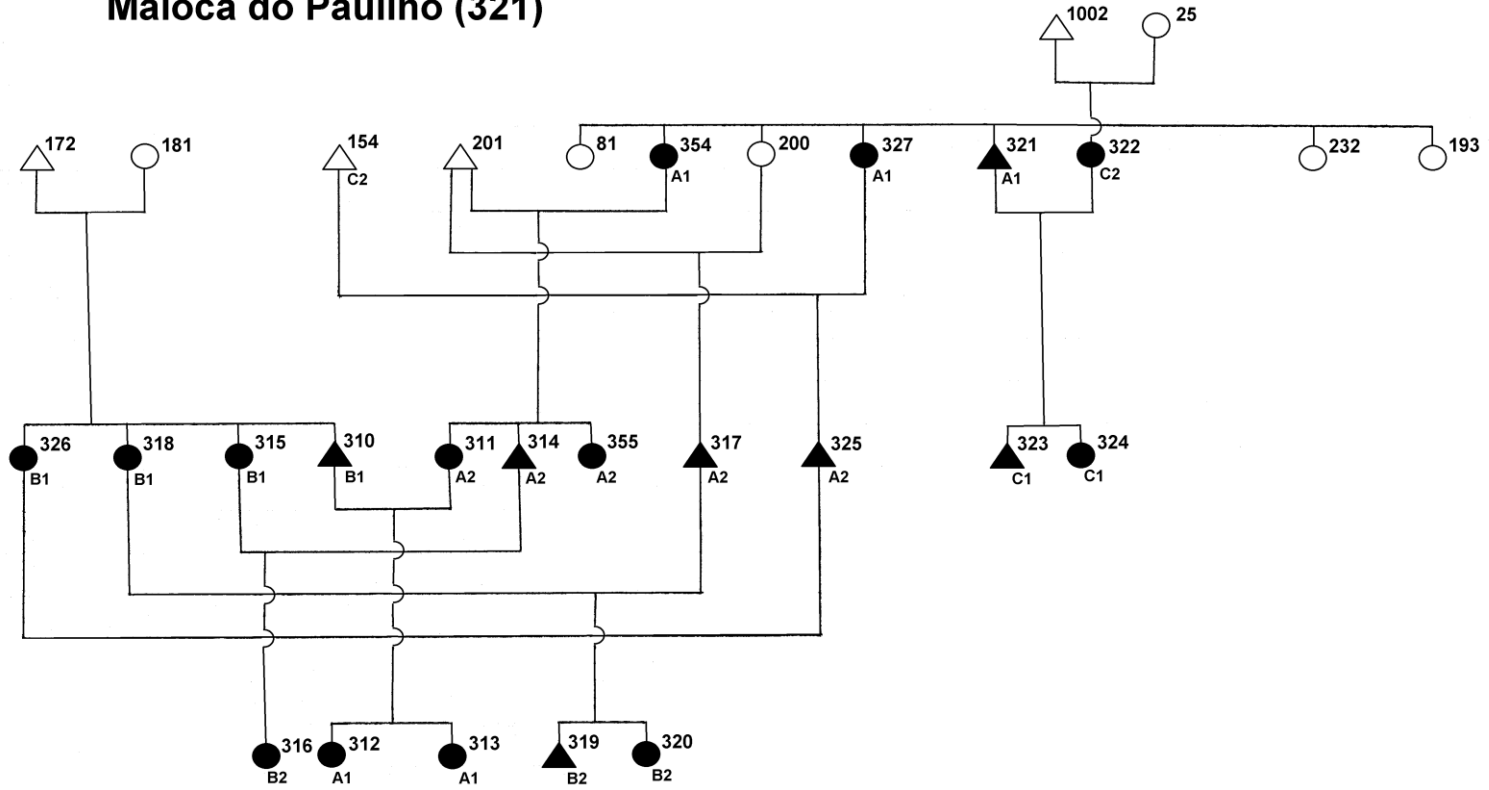 Maloca do Paulinho (321)
1002 25
172 181 154 201 81 354 200 327 321 322 232 193
C2 A1 A1 A1 C2
326 318 315 310 311 314 355 317 325 323 324
B1 B1 B1 B1 A2 A2 A2 A2 A2 C1 C1
316 312 313 319 320
B2 A1 A1 B2 B2